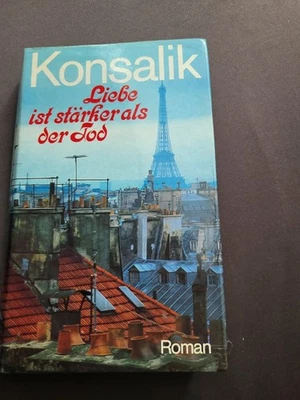 Konsalik
Liebe
ist stärker als
der Tod
Roman